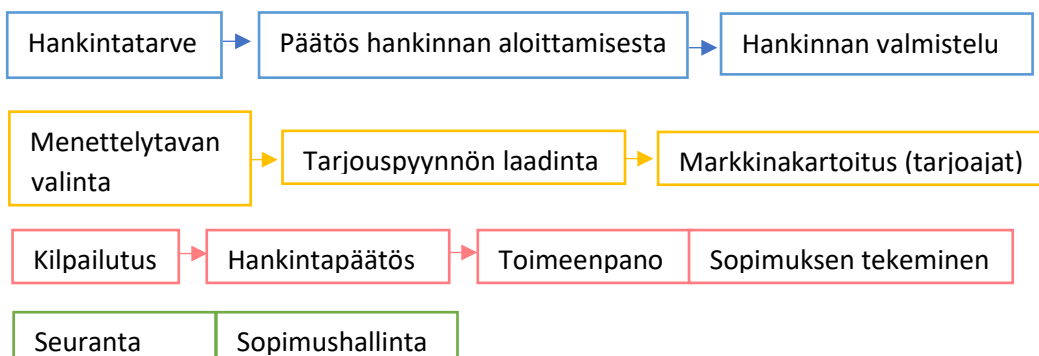 Hankintatarve
Päätös hankinnan aloittamisesta
Hankinnan valmistelu
Menettelytavan
valinta
Tarjouspyynnön laadinta
Markkinakartoitus (tarjoajat)
Kilpailutus
Hankintapäätös
Toimeenpano
Sopimuksen tekeminen
Seuranta
Sopimushallinta